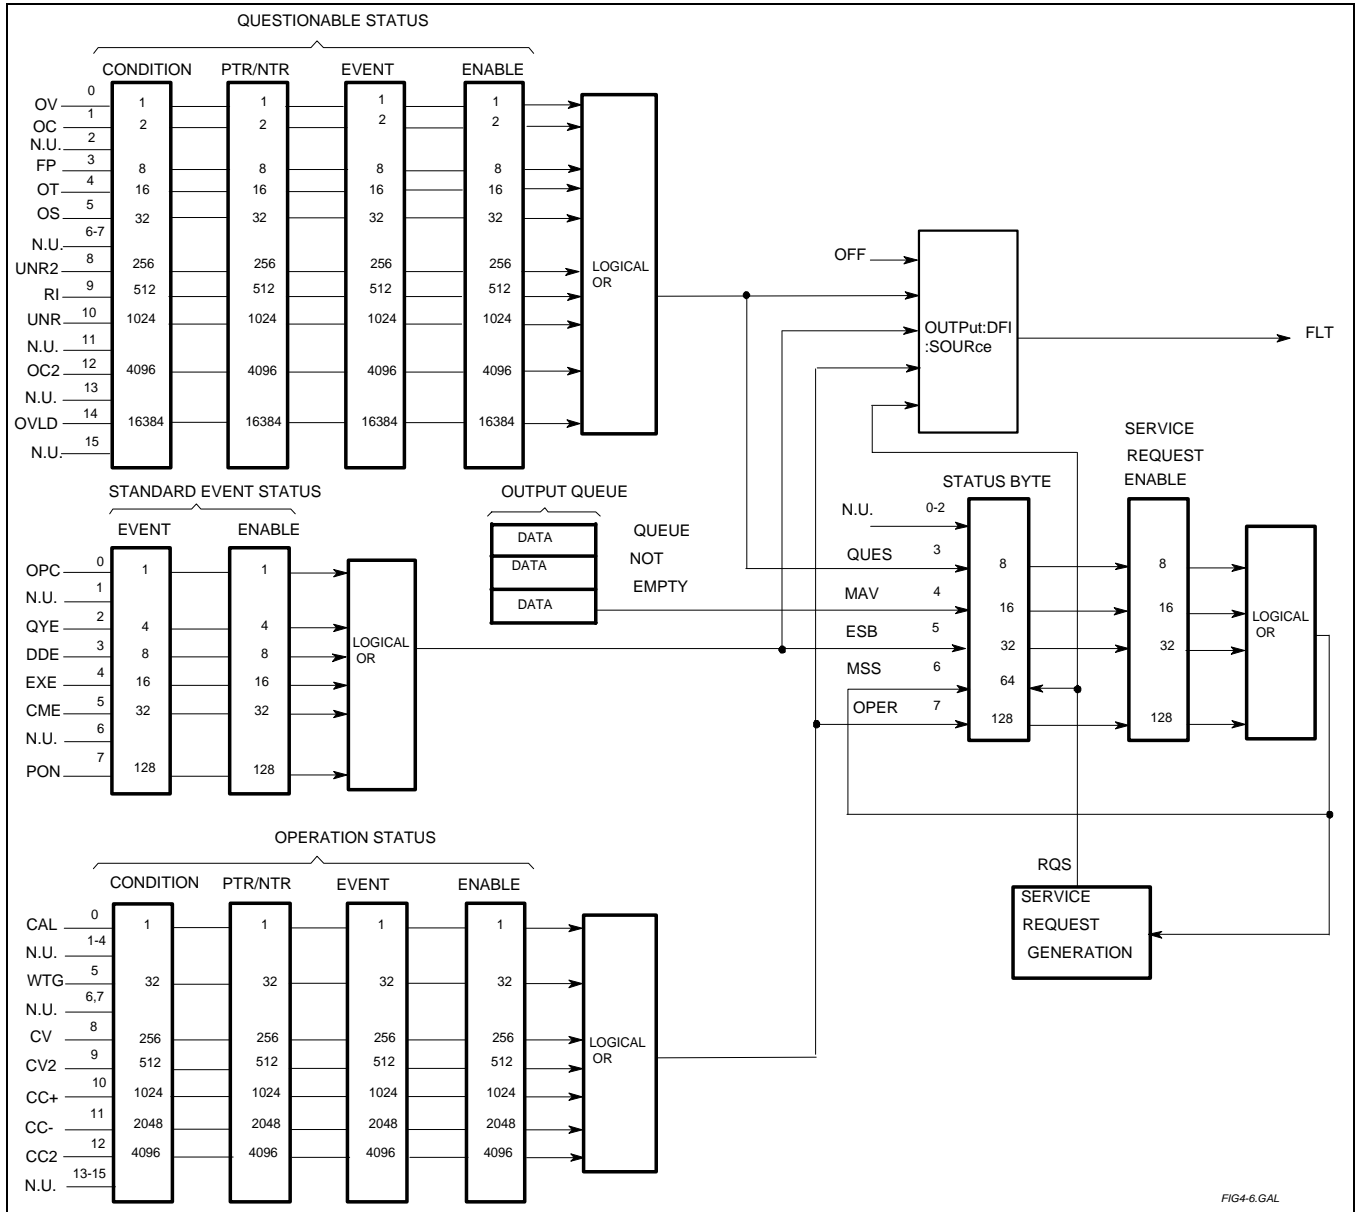 QUESTIONABLE STATUS
CONDITION PTR/NTR EVENT ENABLE
OV 0 1 1 1 1
OC 1 2 2 2 2
N.U. 2
FP 3 8 8 8 8
OT 4 16 16 16 16
OS 5 32 32 32 32
N.U. 6-7
UNR2 8 256 256 256 256
RI 9 512 512 512 512
UNR 10 1024 1024 1024 1024
N.U. 11
OC2 12 4096 4096 4096 4096
N.U. 13
OVLD 14 16384 16384 16384 16384
N.U. 15
LOGICAL
OR
OFF
OUTPut:DFI
:SOURce
FLT
STANDARD EVENT STATUS
EVENT ENABLE
OPC 0 1 1
N.U. 1
QYE 2 4 4
DDE 3 8 8
EXE 4 16 16
CME 5 32 32
N.U. 6
PON 7 128 128
LOGICAL
OR
OUTPUT QUEUE
DATA
DATA
DATA
QUEUE
NOT
EMPTY
STATUS BYTE
N.U. 0-2
QUES 3 8
MAV 4 16
ESB 5 32
MSS 6 64
OPER 7 128
SERVICE
REQUEST
ENABLE
8
16
32
128
LOGICAL
OR
RQS
SERVICE
REQUEST
GENERATION
OPERATION STATUS
CONDITION PTR/NTR EVENT ENABLE
CAL 0 1 1 1 1
N.U. 1-4
WTG 5 32 32 32 32
N.U. 6,7
CV 8 256 256 256 256
CV2 9 512 512 512 512
CC+ 10 1024 1024 1024 1024
CC- 11 2048 2048 2048 2048
CC2 12 4096 4096 4096 4096
N.U. 13-15
LOGICAL
OR
FIG4-6.GAL